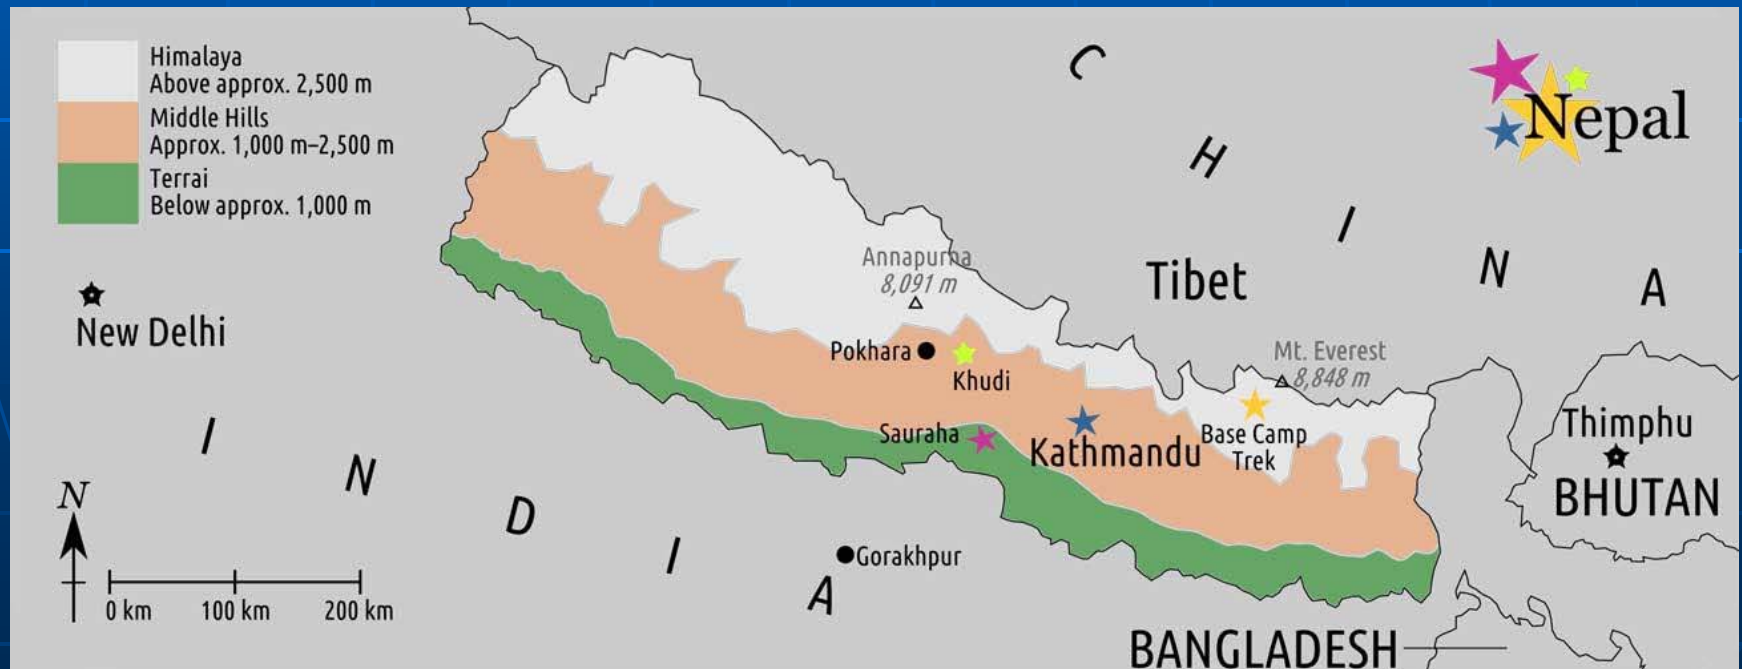 Himalaya
Above approx. 2,500 m
Middle Hills
Approx. 1,000 m–2,500 m
Terrai
Below approx. 1,000 m
Nepal
C H I N A
Tibet
New Delhi
Annapurna
8,091 m
Pokhara
Khudi
Mt. Everest
8,848 m
Sauraha
Kathmandu
Base Camp
Trek
Thimphu
BHUTAN
I N D I A
Gorakhpur
N
0 km 100 km 200 km
BANGLADESH